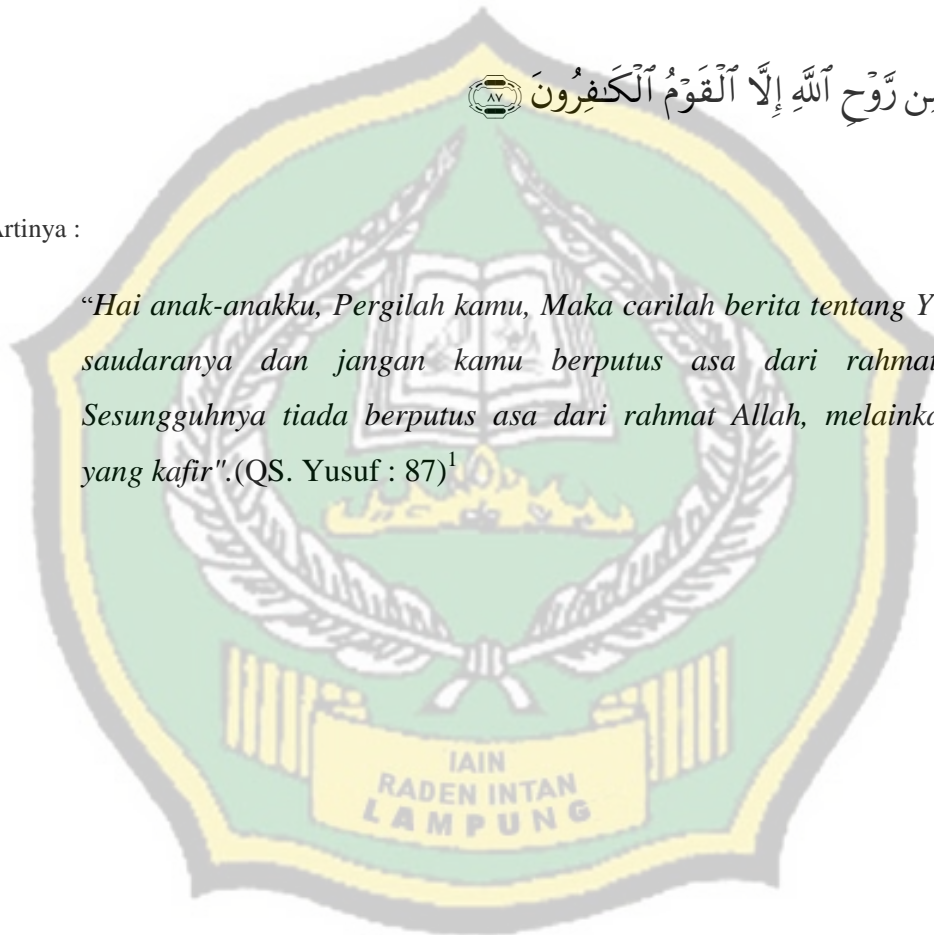 مِن رَّوْحِ ٱللَّهِ إِلَّا ٱلْقَوْمُ ٱلْكَٰفِرُونَ ٨٧
Artinya :
“Hai anak-anakku, Pergilah kamu, Maka carilah berita tentang Y
saudaranya dan jangan kamu berputus asa dari rahmat
Sesungguhnya tiada berputus asa dari rahmat Allah, melainka
yang kafir".(QS. Yusuf : 87)1
IAIN
RADEN INTAN
LAMPUNG